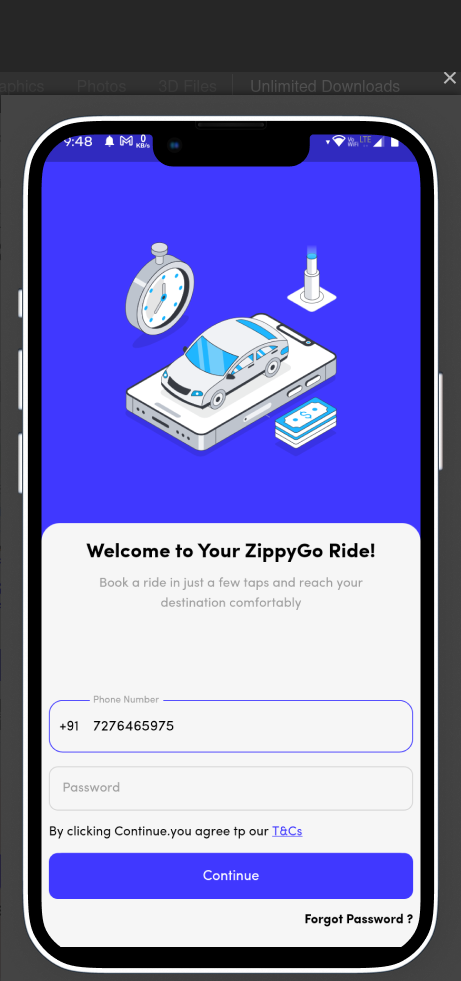 aphics Photos 3D Files Unlimited Downloads
9:48 0 KB/s Vo WiFi LTE
$
Welcome to Your ZippyGo Ride!
Book a ride in just a few taps and reach your
destination comfortably
Phone Number
+91 7276465975
Password
By clicking Continue.you agree tp our T&Cs
Continue
Forgot Password ?